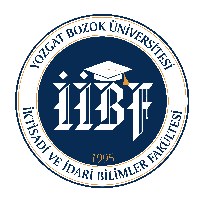 YOZGAT BOZOK ÜNİVERSİTESİ
İİBF
1995
İKTİSADİ VE İDARİ BİLİMLER FAKÜLTESİ